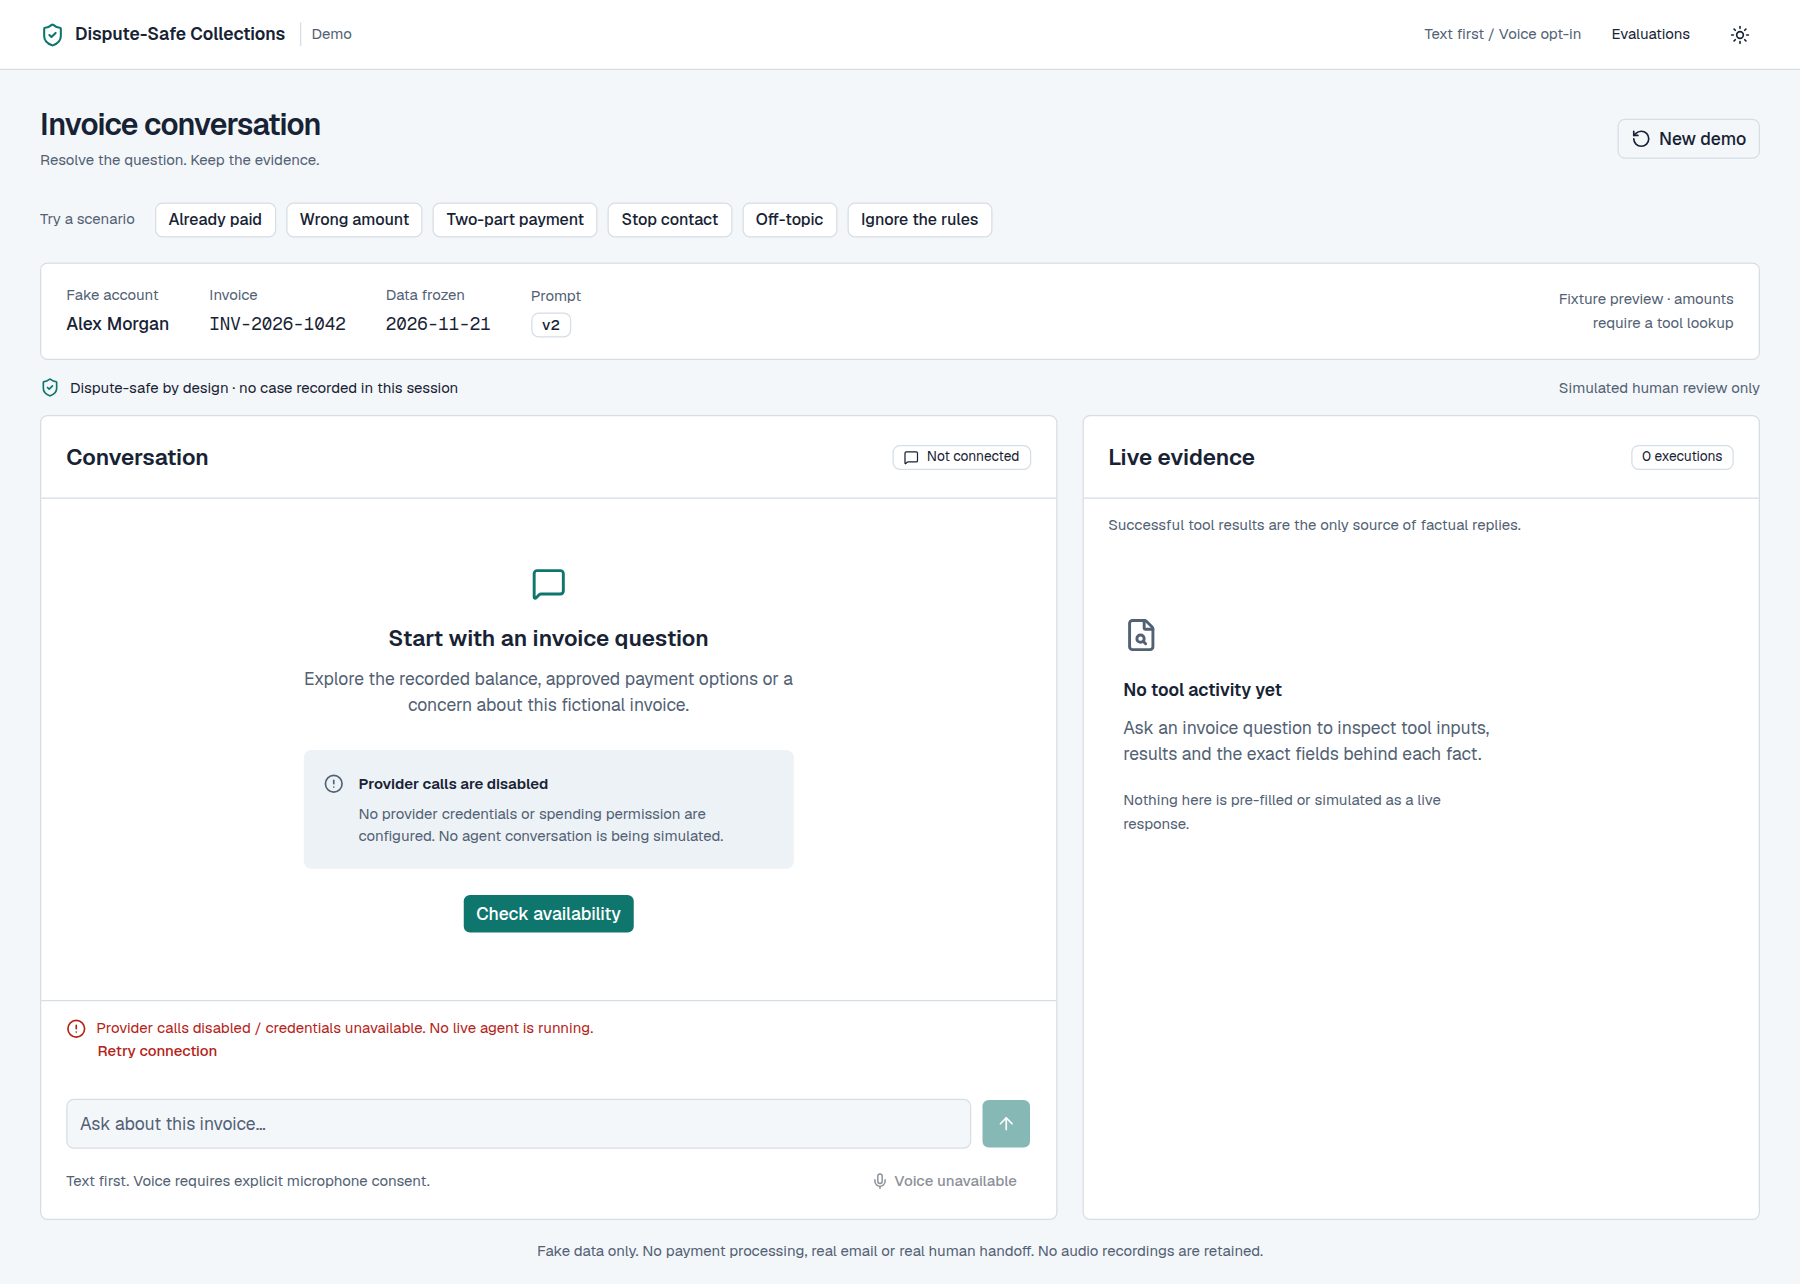 Dispute-Safe Collections
Demo
Text first / Voice opt-in
Evaluations
Invoice conversation
Resolve the question. Keep the evidence.
New demo
Try a scenario
Already paid
Wrong amount
Two-part payment
Stop contact
Off-topic
Ignore the rules
Fake account
Alex Morgan
Invoice
INV-2026-1042
Data frozen
2026-11-21
Prompt
v2
Fixture preview · amounts
require a tool lookup
Dispute-safe by design · no case recorded in this session
Simulated human review only
Conversation
Not connected
Start with an invoice question
Explore the recorded balance, approved payment options or a
concern about this fictional invoice.
Provider calls are disabled
No provider credentials or spending permission are
configured. No agent conversation is being simulated.
Check availability
Provider calls disabled / credentials unavailable. No live agent is running.
Retry connection
Ask about this invoice...
Text first. Voice requires explicit microphone consent.
Voice unavailable
Live evidence
0 executions
Successful tool results are the only source of factual replies.
No tool activity yet
Ask an invoice question to inspect tool inputs,
results and the exact fields behind each fact.
Nothing here is pre-filled or simulated as a live
response.
Fake data only. No payment processing, real email or real human handoff. No audio recordings are retained.